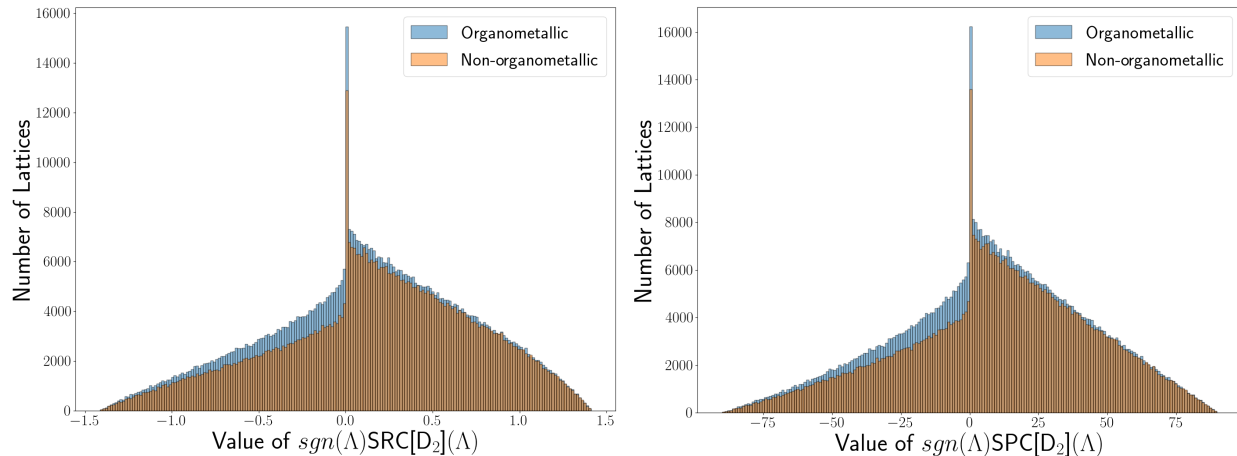 16000
14000
12000
10000
8000
6000
4000
2000
0
Number of Lattices
Organometallic
Non-organometallic
−1.5 −1.0 −0.5 0.0 0.5 1.0 1.5
Value of sgn(Λ)SRC[D₂](Λ)
16000
14000
12000
10000
8000
6000
4000
2000
0
Number of Lattices
Organometallic
Non-organometallic
−75 −50 −25 0 25 50 75
Value of sgn(Λ)SPC[D₂](Λ)